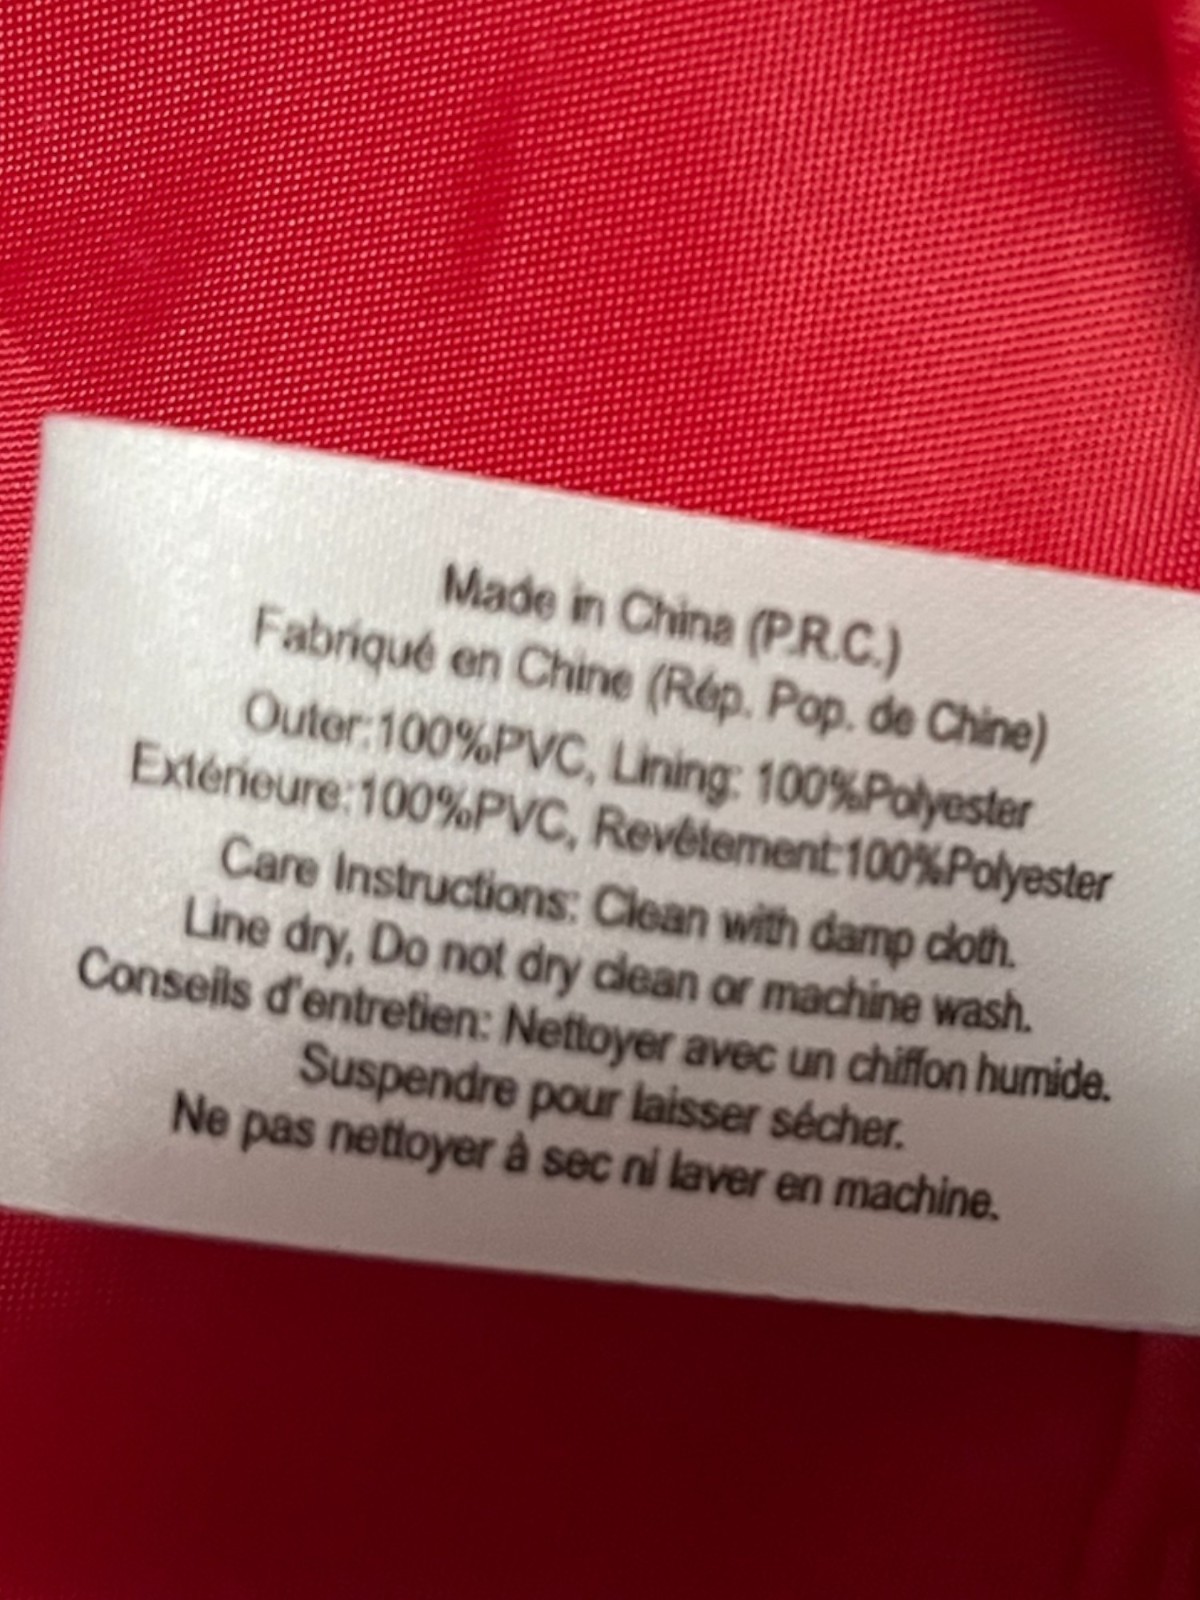 Made in China (P.R.C.)
Fabriqué en Chine (Rép. Pop. de Chine)
Outer:100%PVC, Lining: 100%Polyester
Extérieure:100%PVC, Revêtement:100%Polyester
Care Instructions: Clean with damp cloth.
Line dry, Do not dry clean or machine wash.
Conseils d'entretien: Nettoyer avec un chiffon humide.
Suspendre pour laisser sécher.
Ne pas nettoyer à sec ni laver en machine.